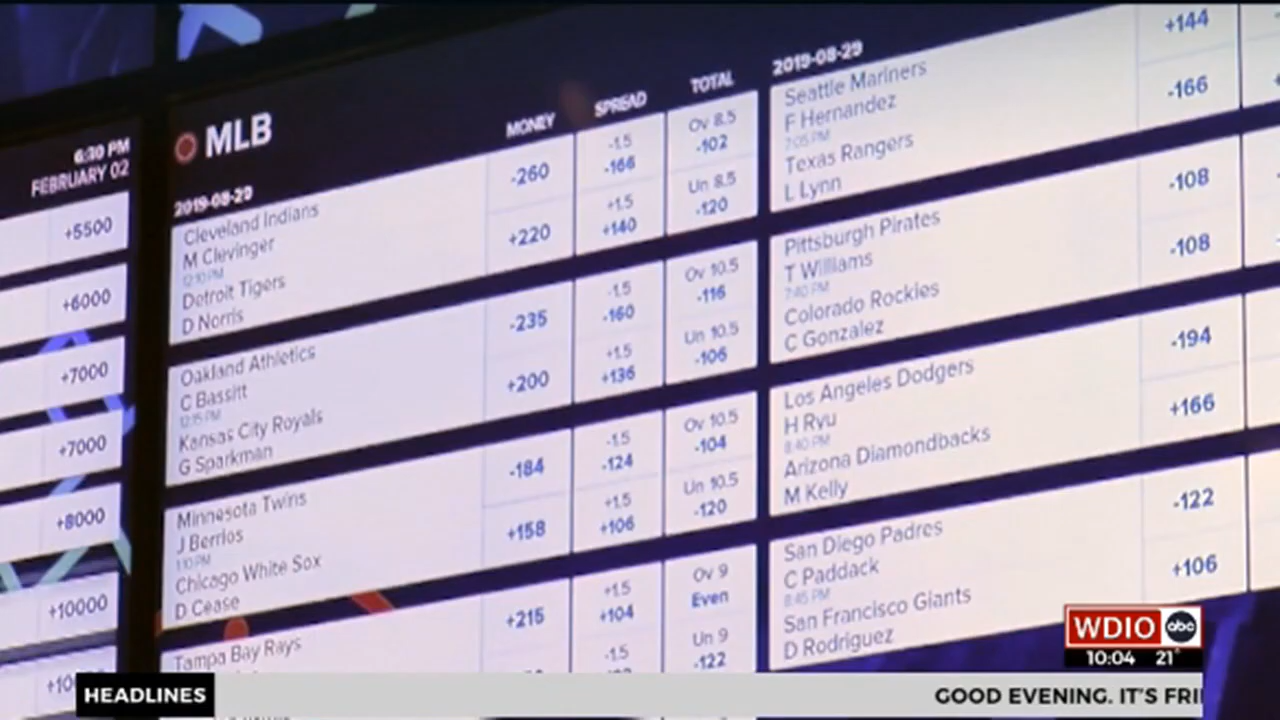 6:30 PM
FEBRUARY 02
+5500
+6000
+7000
+7000
+8000
+10000
MLB
MONEY SPREAD TOTAL
2019-08-29
Cleveland Indians
M Clevinger
12:10 PM
Detroit Tigers
D Norris
-260 -1.5 -166 Ov 8.5 -102
+220 +1.5 +140 Un 8.5 -120
Oakland Athletics
C Bassitt
12:15 PM
Kansas City Royals
G Sparkman
-235 -1.5 -160 Ov 10.5 -116
+200 +1.5 +136 Un 10.5 -106
Minnesota Twins
J Berrios
1:10 PM
Chicago White Sox
D Cease
-184 -1.5 -124 Ov 10.5 -104
+158 +1.5 +106 Un 10.5 -120
Tampa Bay Rays
+215 +1.5 +104 Ov 9 Even
-1.5 Un 9 -122
2019-08-29
Seattle Mariners
F Hernandez
7:05 PM
Texas Rangers
L Lynn
+144
-166
Pittsburgh Pirates
T Williams
7:40 PM
Colorado Rockies
C Gonzalez
-108
-108
Los Angeles Dodgers
H Ryu
8:40 PM
Arizona Diamondbacks
M Kelly
-194
+166
San Diego Padres
C Paddack
8:45 PM
San Francisco Giants
D Rodriguez
-122
+106
WDIO abc
10:04 21°
HEADLINES
GOOD EVENING. IT'S FRI